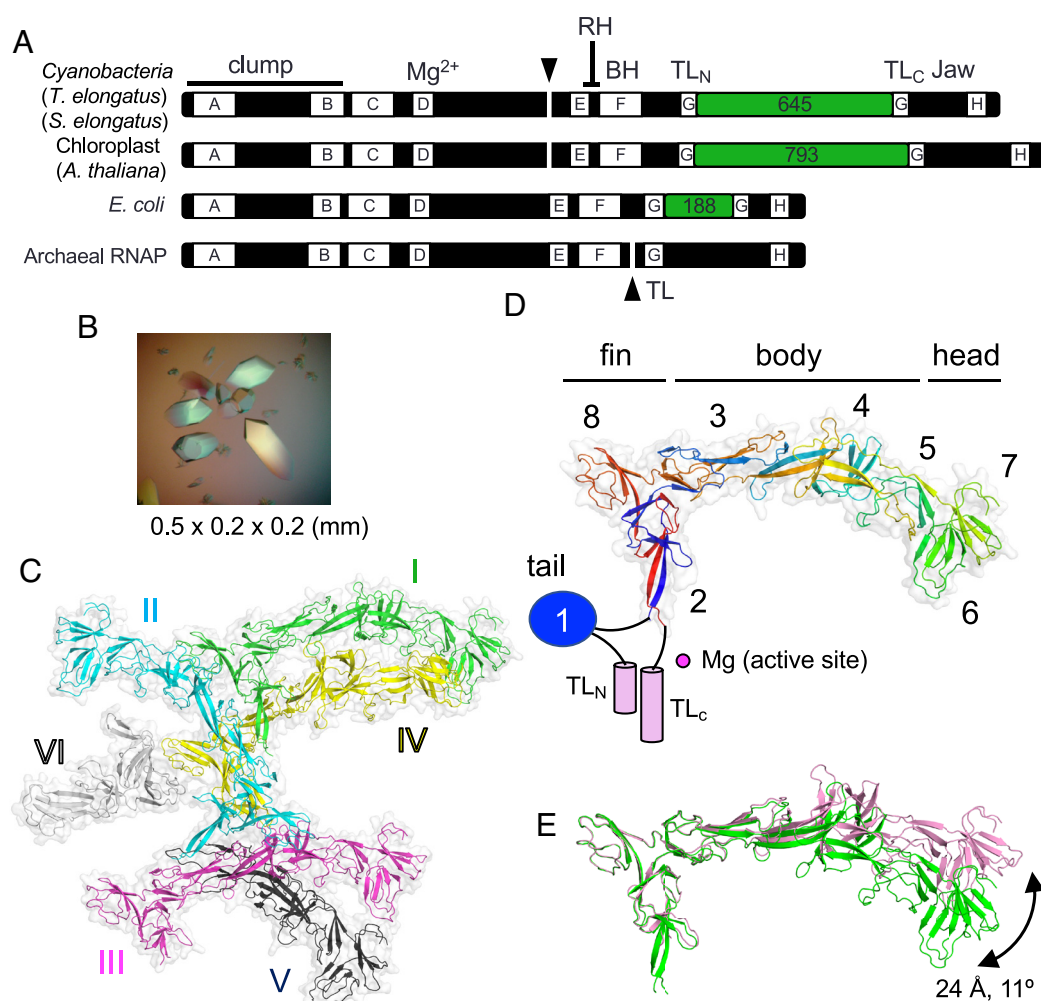 A
RH
clump Mg2+ BH TLN TLC Jaw
Cyanobacteria
(T. elongatus)
(S. elongatus)
A B C D E F G 645 G H
Chloroplast
(A. thaliana)
A B C D E F G 793 G H
E. coli
A B C D E F G 188 G H
Archaeal RNAP
A B C D E F G H
TL
B
0.5 x 0.2 x 0.2 (mm)
C
I
II
IV
VI
III
V
D
fin body head
8 3 4 5 7
6
2
tail
1
Mg (active site)
TLN
TLc
E
24 Å, 11º